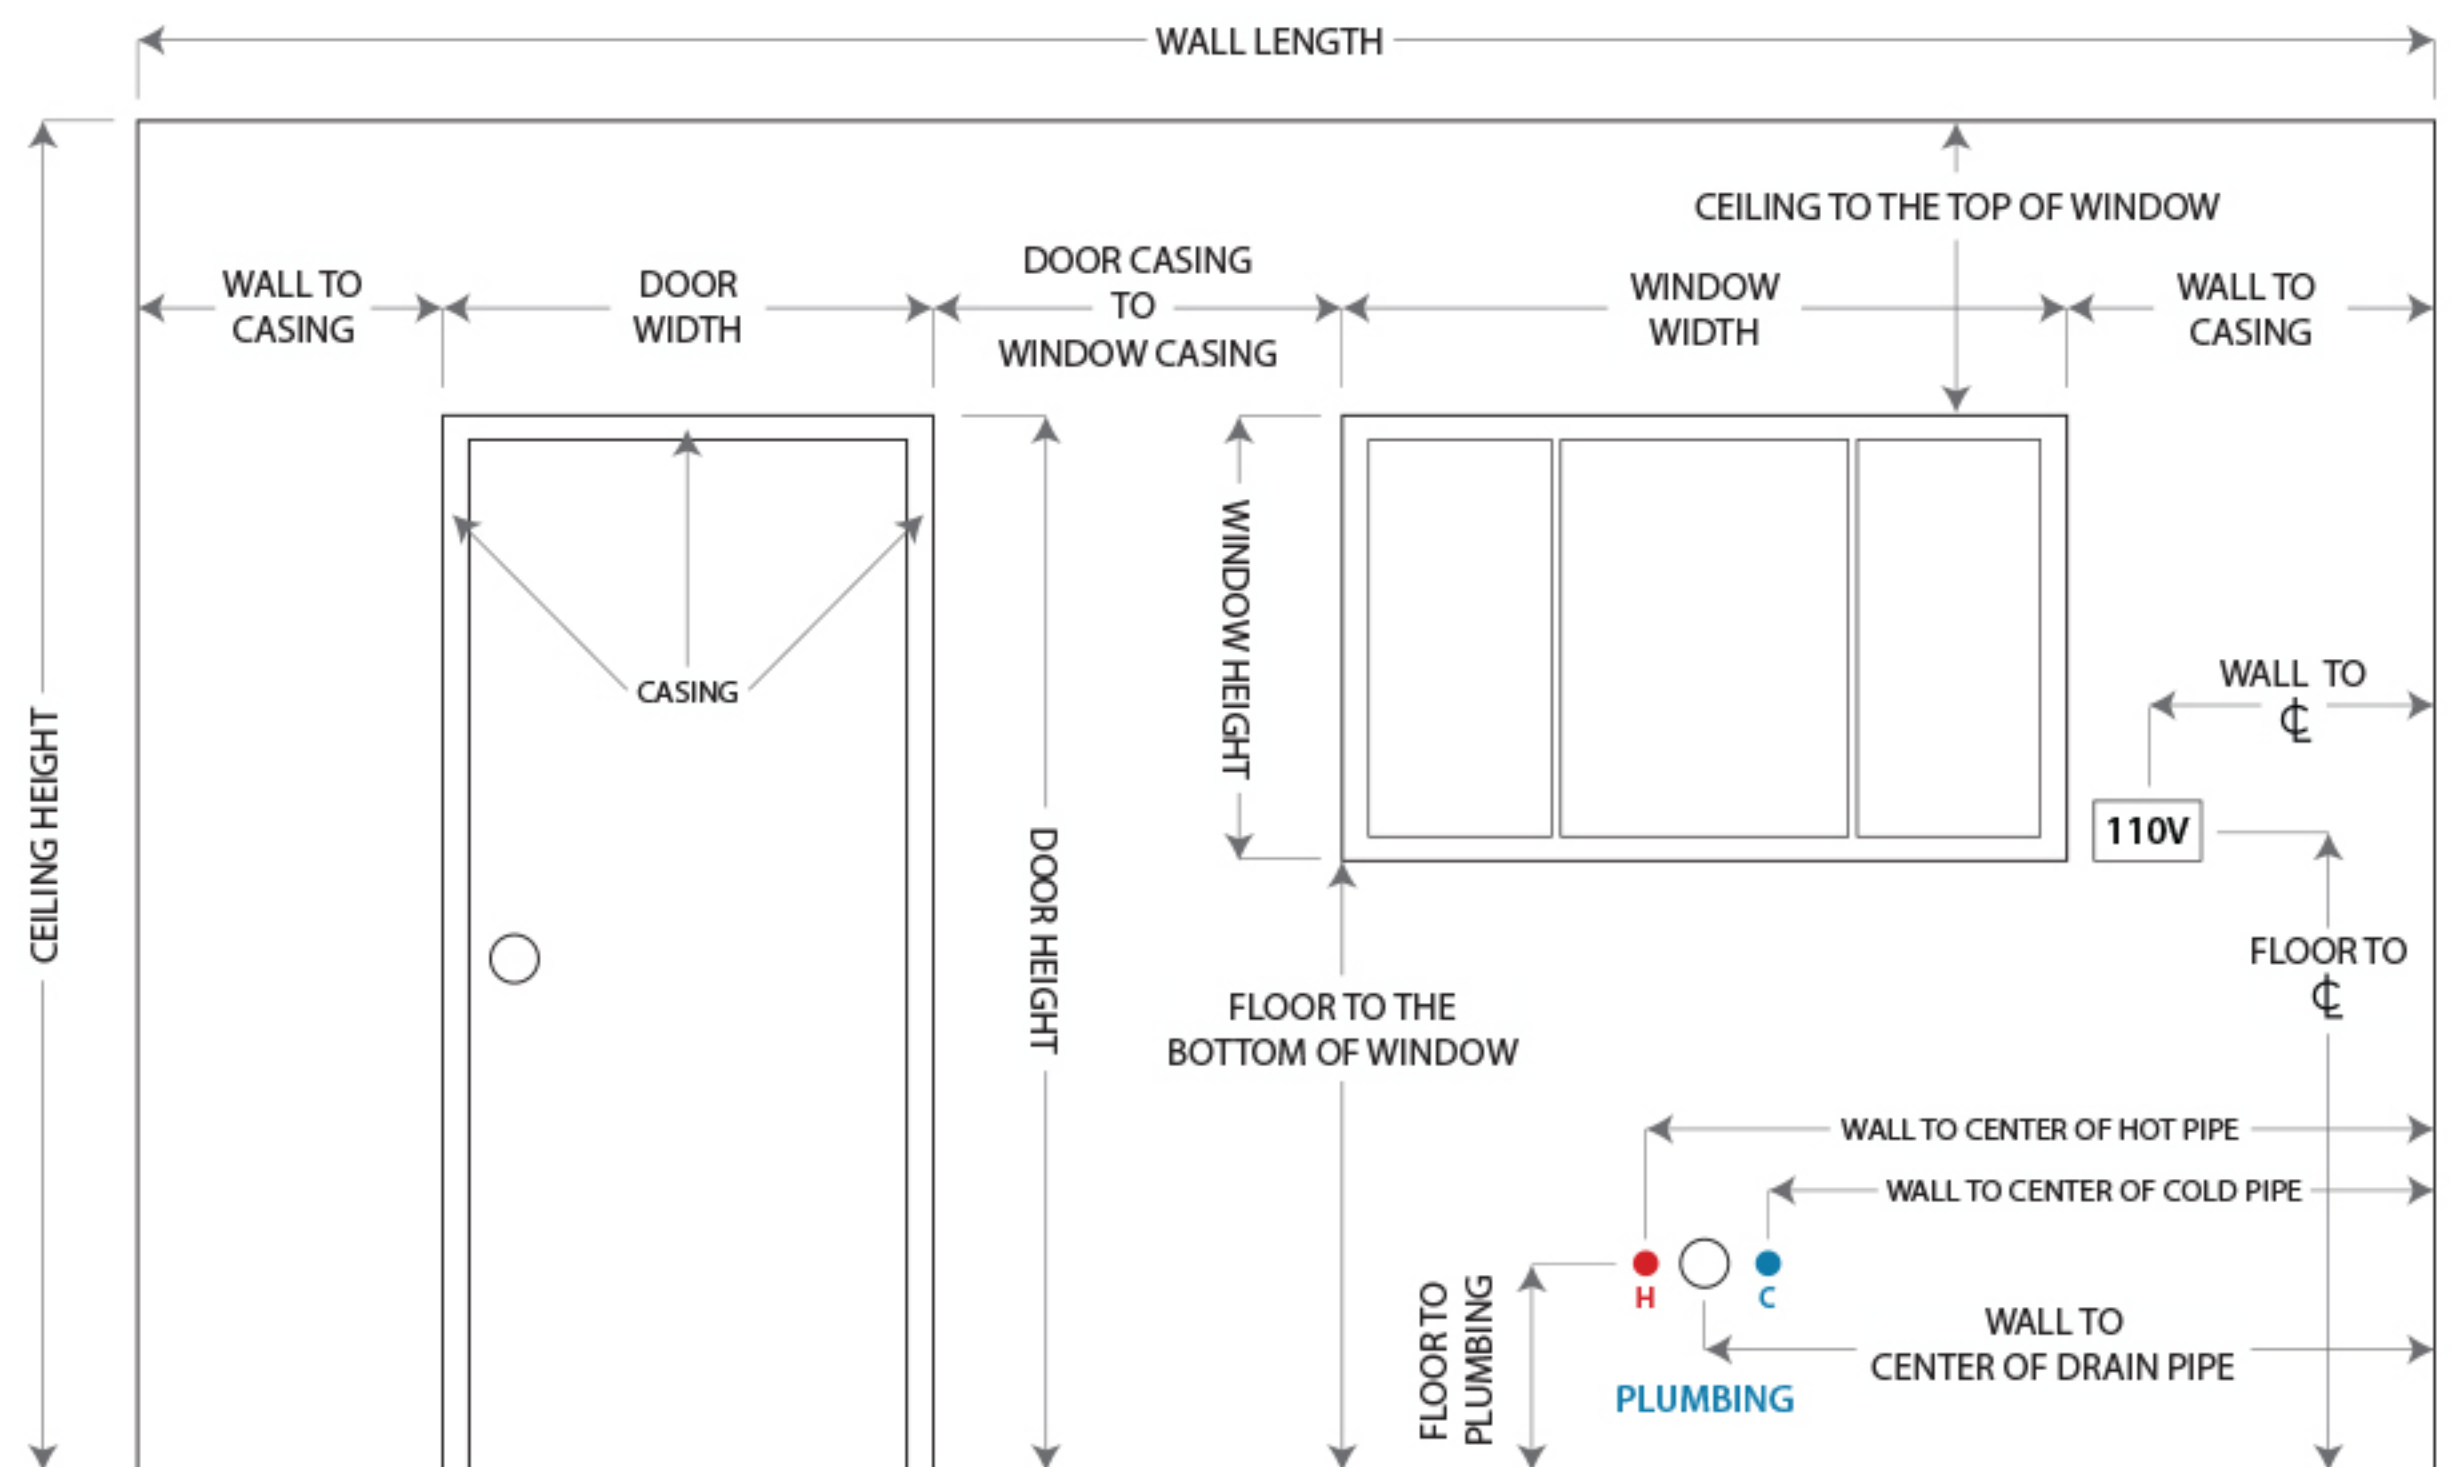 WALL LENGTH
CEILING TO THE TOP OF WINDOW
WALL TO
CASING
DOOR
WIDTH
DOOR CASING
TO
WINDOW CASING
WINDOW
WIDTH
WALL TO
CASING
CASING
WINDOW HEIGHT
WALL TO
℄
110V
CEILING HEIGHT
DOOR HEIGHT
FLOOR TO
℄
FLOOR TO THE
BOTTOM OF WINDOW
WALL TO CENTER OF HOT PIPE
WALL TO CENTER OF COLD PIPE
H
C
FLOOR TO
PLUMBING
WALL TO
CENTER OF DRAIN PIPE
PLUMBING